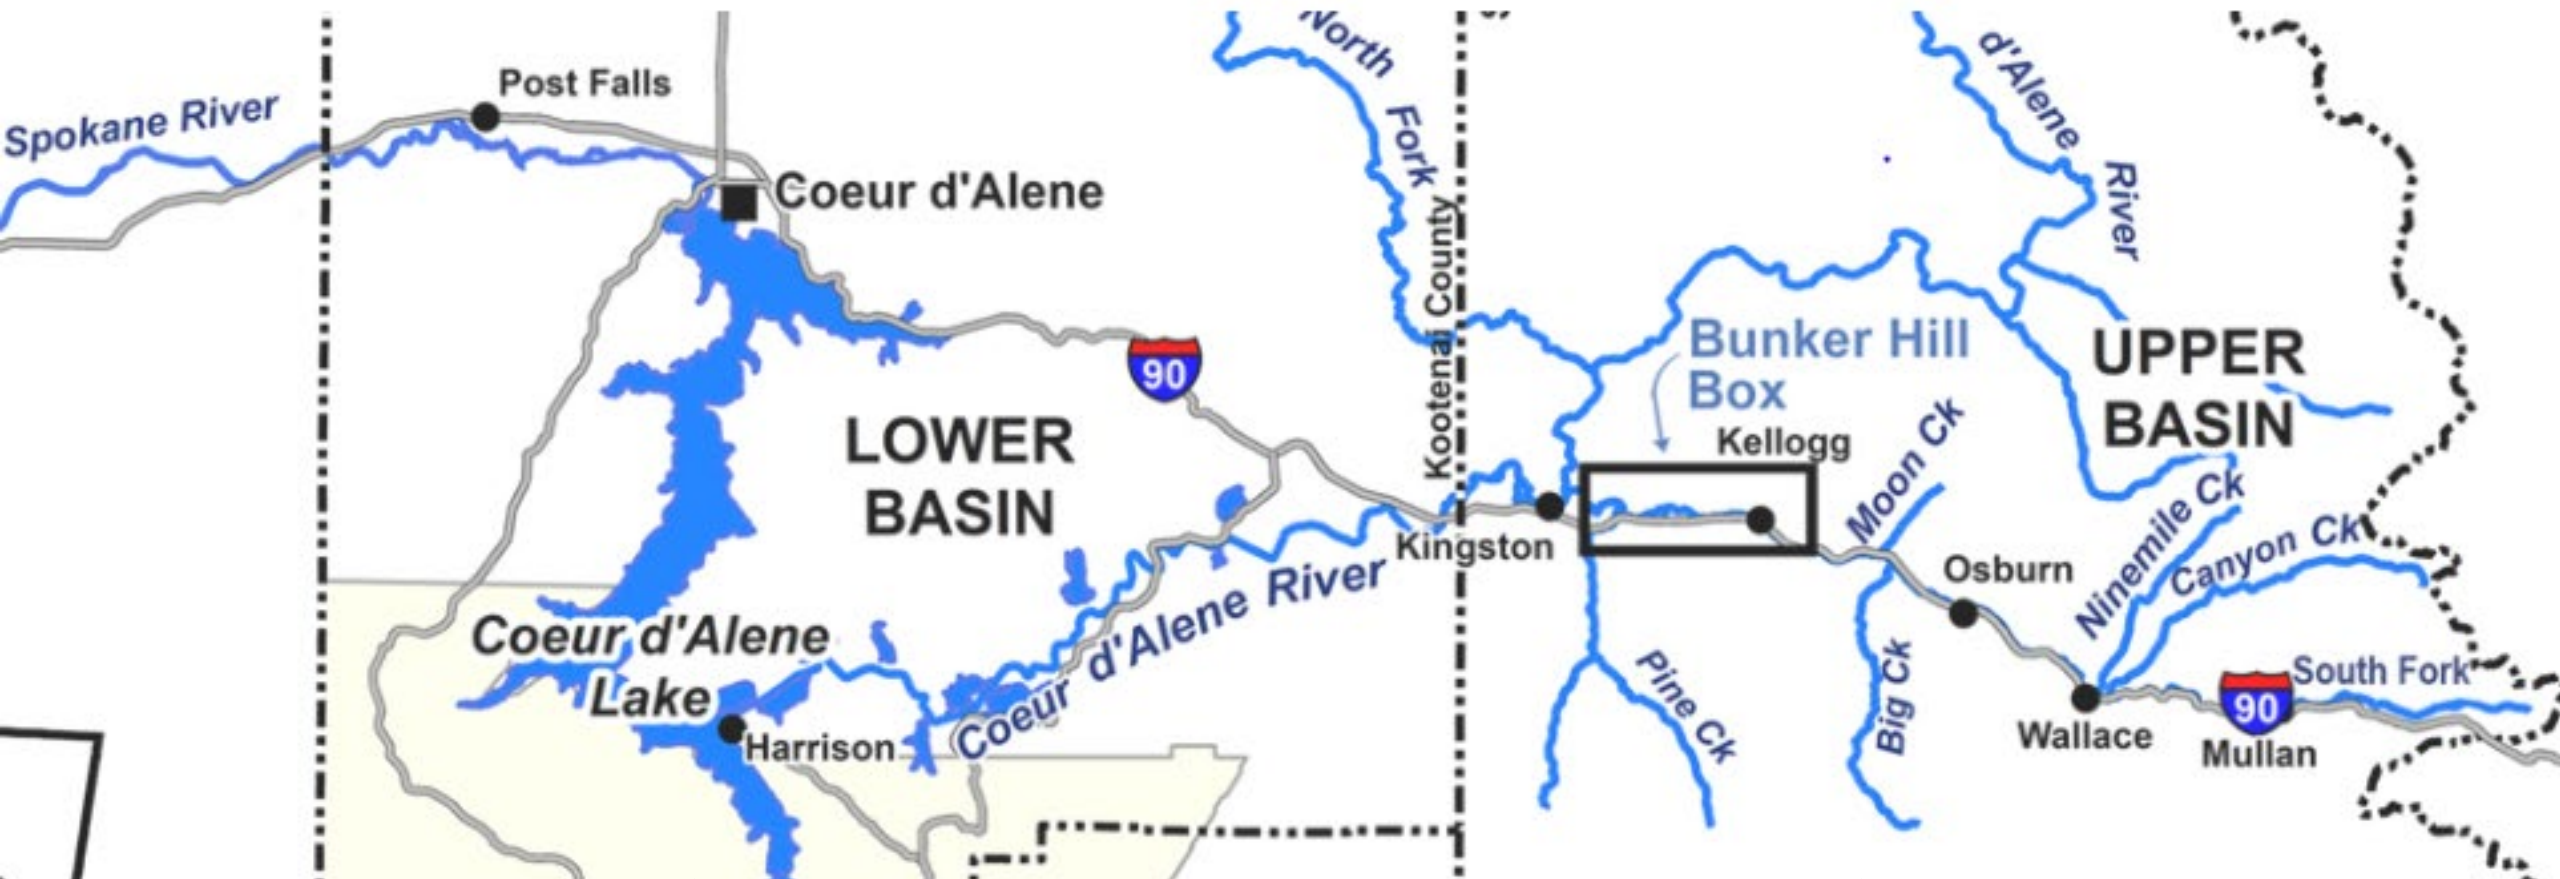 North
Fork
d'Alene
River
Spokane River
Post Falls
Coeur d'Alene
Kootenai County
Bunker Hill
Box
UPPER
BASIN
90
LOWER
BASIN
Kellogg
Moon Ck
Kingston
Ninemile Ck
Canyon Ck
Osburn
Coeur d'Alene River
Coeur d'Alene
Lake
Harrison
Pine Ck
Big Ck
South Fork
90
Wallace
Mullan